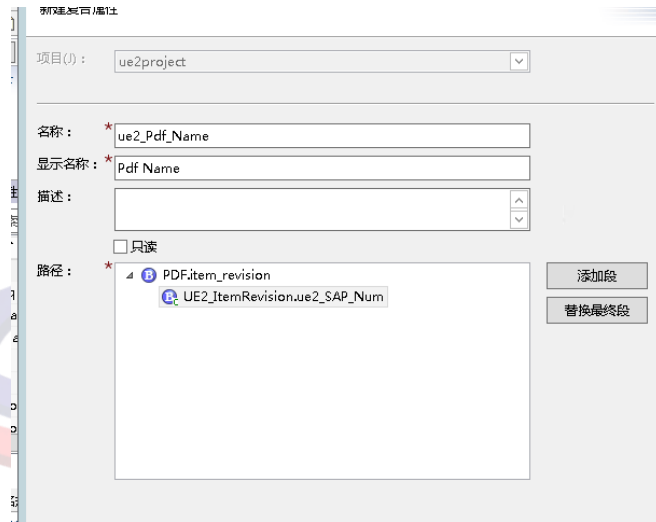 新建复合属性
项目(J)：
ue2project
名称：
*
ue2_Pdf_Name
显示名称：
*
Pdf Name
描述：
只读
路径：
*
PDF.item_revision
UE2_ItemRevision.ue2_SAP_Num
添加段
替换最终段